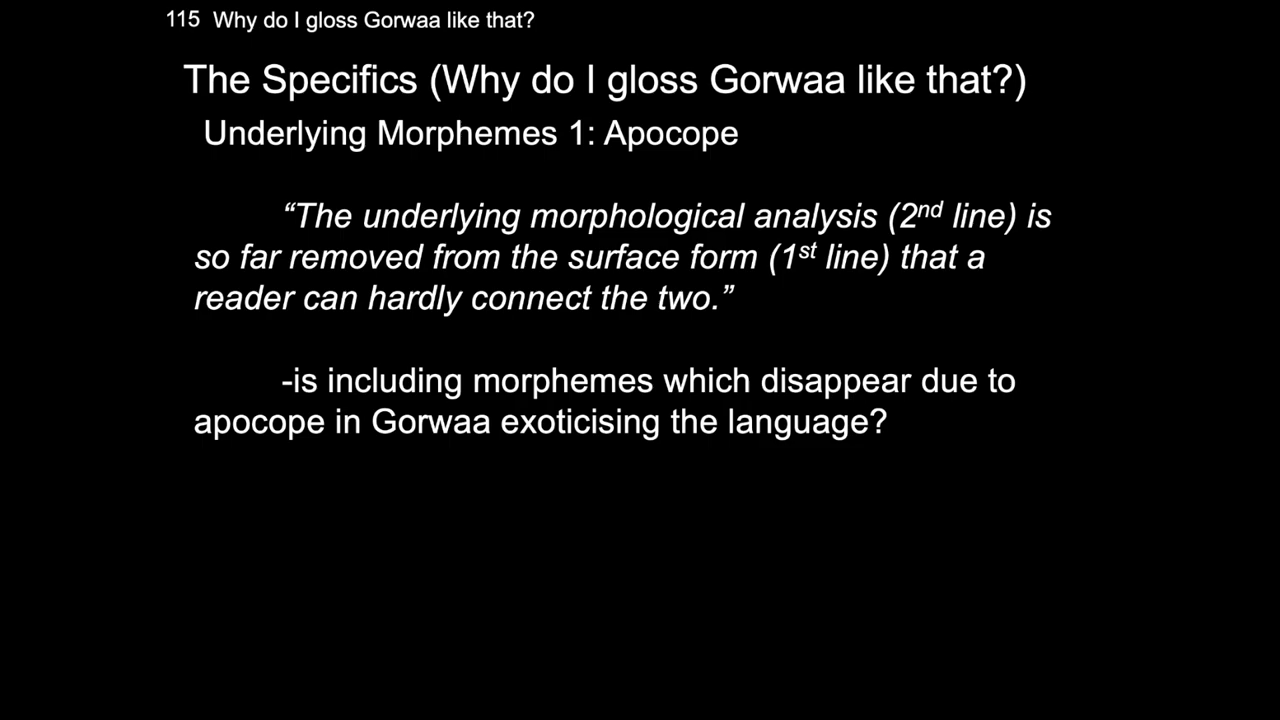 115 Why do I gloss Gorwaa like that?
The Specifics (Why do I gloss Gorwaa like that?)
Underlying Morphemes 1: Apocope
“The underlying morphological analysis (2nd line) is
so far removed from the surface form (1st line) that a
reader can hardly connect the two.”
-is including morphemes which disappear due to
apocope in Gorwaa exoticising the language?